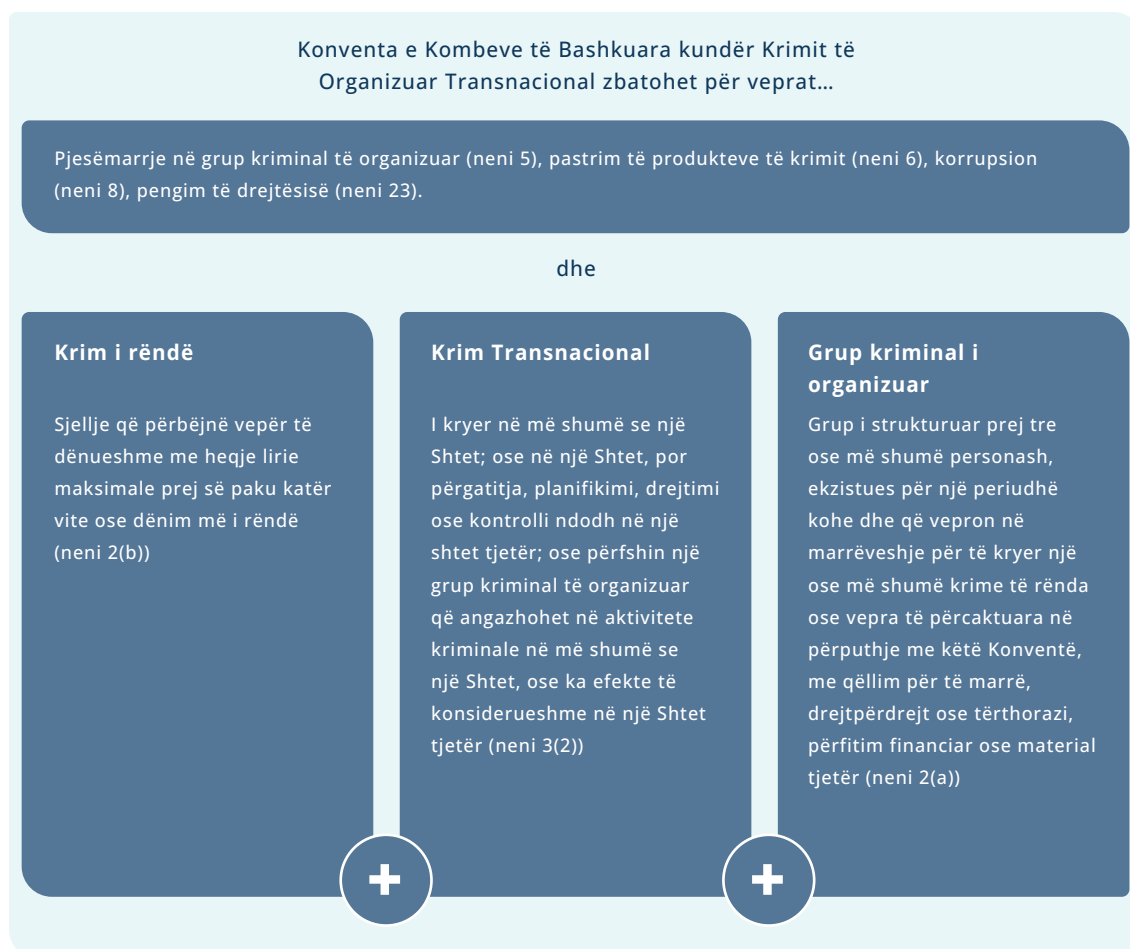 Konventa e Kombeve të Bashkuara kundër Krimit të
Organizuar Transnacional zbatohet për veprat...
Pjesëmarrje në grup kriminal të organizuar (neni 5), pastrim të produkteve të krimit (neni 6), korrupsion
(neni 8), pengim të drejtësisë (neni 23).
dhe
Krim i rëndë
Sjellje që përbëjnë vepër të
dënueshme me heqje lirie
maksimale prej së paku katër
vite ose dënim më i rëndë
(neni 2(b))
Krim Transnacional
I kryer në më shumë se një
Shtet; ose në një Shtet, por
përgatitja, planifikimi, drejtimi
ose kontrolli ndodh në një
shtet tjetër; ose përfshin një
grup kriminal të organizuar
që angazhohet në aktivitete
kriminale në më shumë se
një Shtet, ose ka efekte të
konsiderueshme në një Shtet
tjetër (neni 3(2))
Grup kriminal i
organizuar
Grup i strukturuar prej tre
ose më shumë personash,
ekzistues për një periudhë
kohe dhe që vepron në
marrëveshje për të kryer një
ose më shumë krime të rënda
ose vepra të përcaktuara në
përputhje me këtë Konventë,
me qëllim për të marrë,
drejtpërdrejt ose tërthorazi,
përfitim financiar ose material
tjetër (neni 2(a))